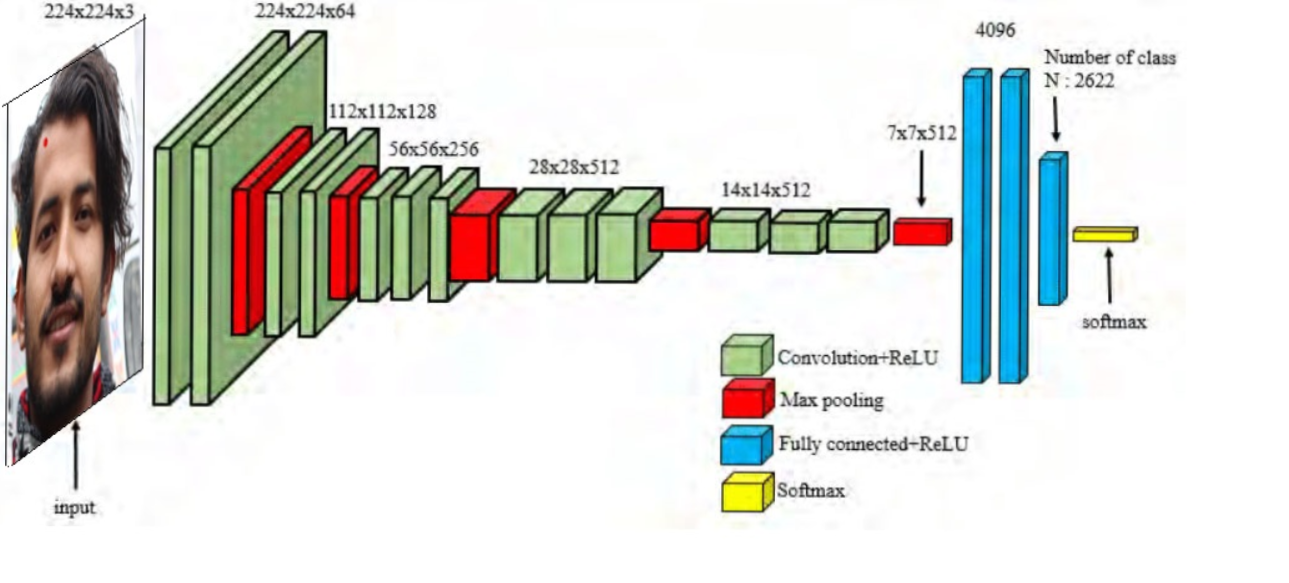 224x224x3
224x224x64
112x112x128
56x56x256
28x28x512
14x14x512
7x7x512
4096
Number of class
N : 2622
softmax
input
Convolution+ReLU
Max pooling
Fully connected+ReLU
Softmax